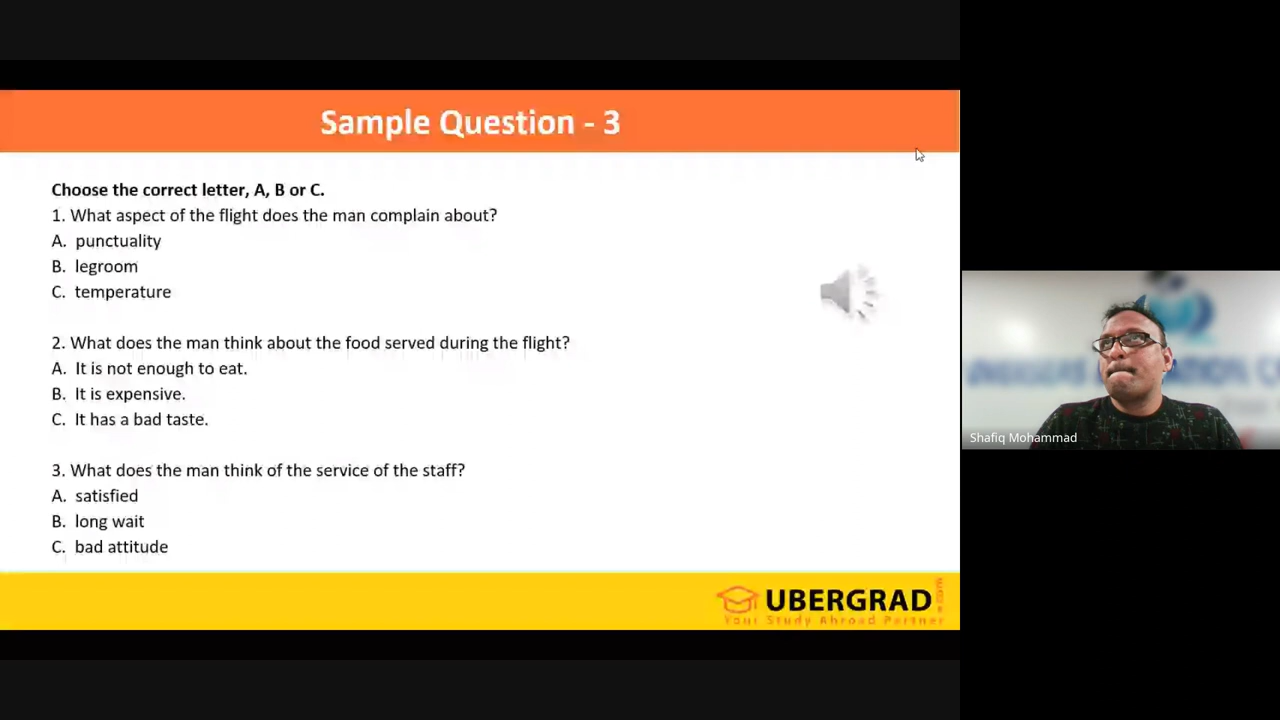 Sample Question - 3
Choose the correct letter, A, B or C.
1. What aspect of the flight does the man complain about?
A. punctuality
B. legroom
C. temperature
2. What does the man think about the food served during the flight?
A. It is not enough to eat.
B. It is expensive.
C. It has a bad taste.
3. What does the man think of the service of the staff?
A. satisfied
B. long wait
C. bad attitude
UBERGRAD
.com
Your Study Abroad Partner
Shafiq Mohammad